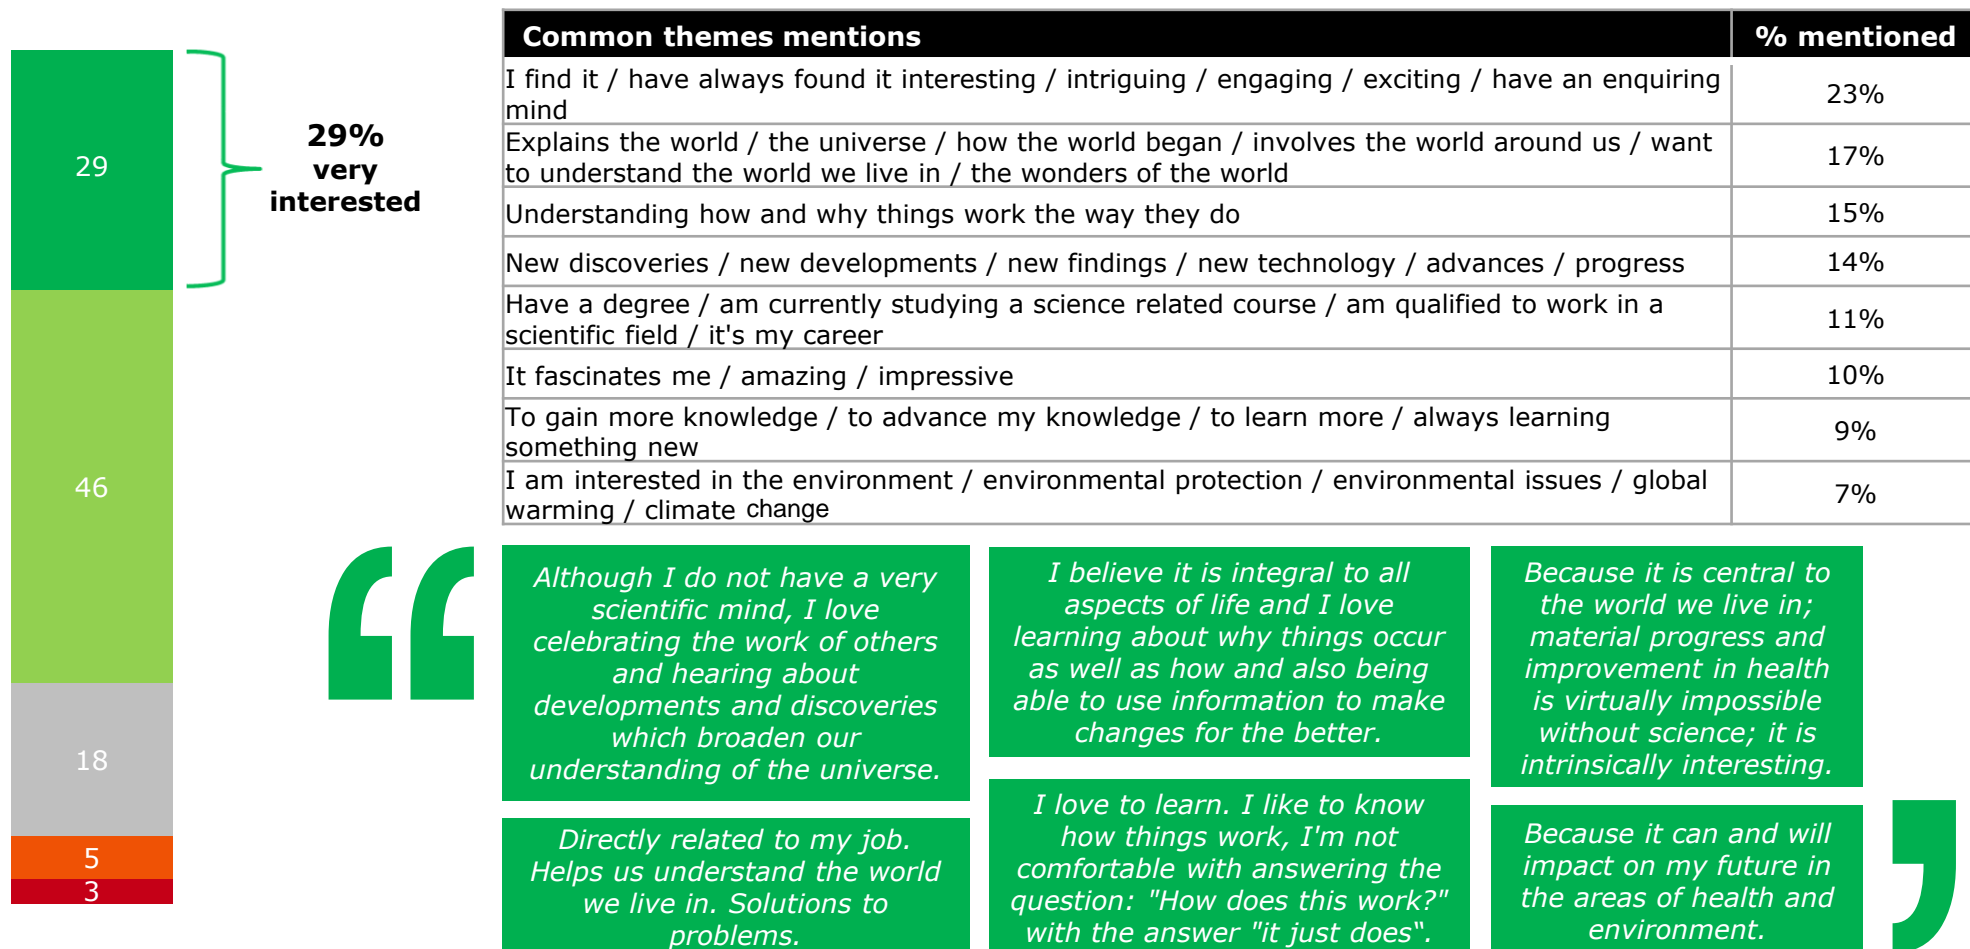 29
46
18
5
3
29%
very
interested
Common themes mentions
% mentioned
I find it / have always found it interesting / intriguing / engaging / exciting / have an enquiring
mind
23%
Explains the world / the universe / how the world began / involves the world around us / want
to understand the world we live in / the wonders of the world
17%
Understanding how and why things work the way they do
15%
New discoveries / new developments / new findings / new technology / advances / progress
14%
Have a degree / am currently studying a science related course / am qualified to work in a
scientific field / it's my career
11%
It fascinates me / amazing / impressive
10%
To gain more knowledge / to advance my knowledge / to learn more / always learning
something new
9%
I am interested in the environment / environmental protection / environmental issues / global
warming / climate change
7%
“
Although I do not have a very
scientific mind, I love
celebrating the work of others
and hearing about
developments and discoveries
which broaden our
understanding of the universe.
I believe it is integral to all
aspects of life and I love
learning about why things occur
as well as how and also being
able to use information to make
changes for the better.
Because it is central to
the world we live in;
material progress and
improvement in health
is virtually impossible
without science; it is
intrinsically interesting.
Directly related to my job.
Helps us understand the world
we live in. Solutions to
problems.
I love to learn. I like to know
how things work, I'm not
comfortable with answering the
question: "How does this work?"
with the answer "it just does“.
Because it can and will
impact on my future in
the areas of health and
environment.
’